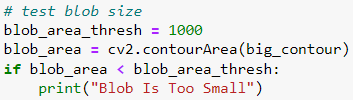 # test blob size
blob_area_thresh = 1000
blob_area = cv2.contourArea(big_contour)
if blob_area < blob_area_thresh:
    print("Blob Is Too Small")